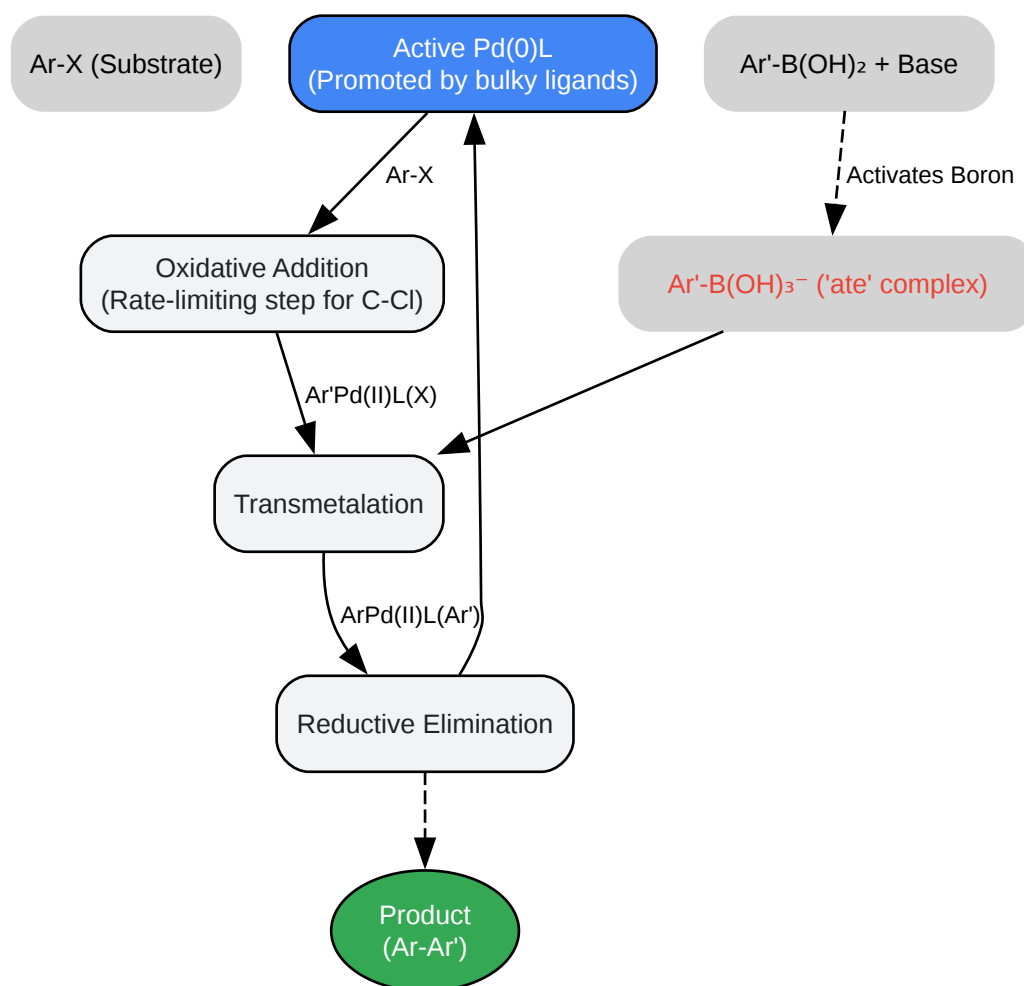 Ar-X (Substrate)
Active Pd(0)L
(Promoted by bulky ligands)
Ar'-B(OH)₂ + Base
Ar-X
Activates Boron
Oxidative Addition
(Rate-limiting step for C-Cl)
Ar'-B(OH)₃⁻ ('ate' complex)
Ar'Pd(II)L(X)
Transmetalation
ArPd(II)L(Ar')
Reductive Elimination
Product
(Ar-Ar')